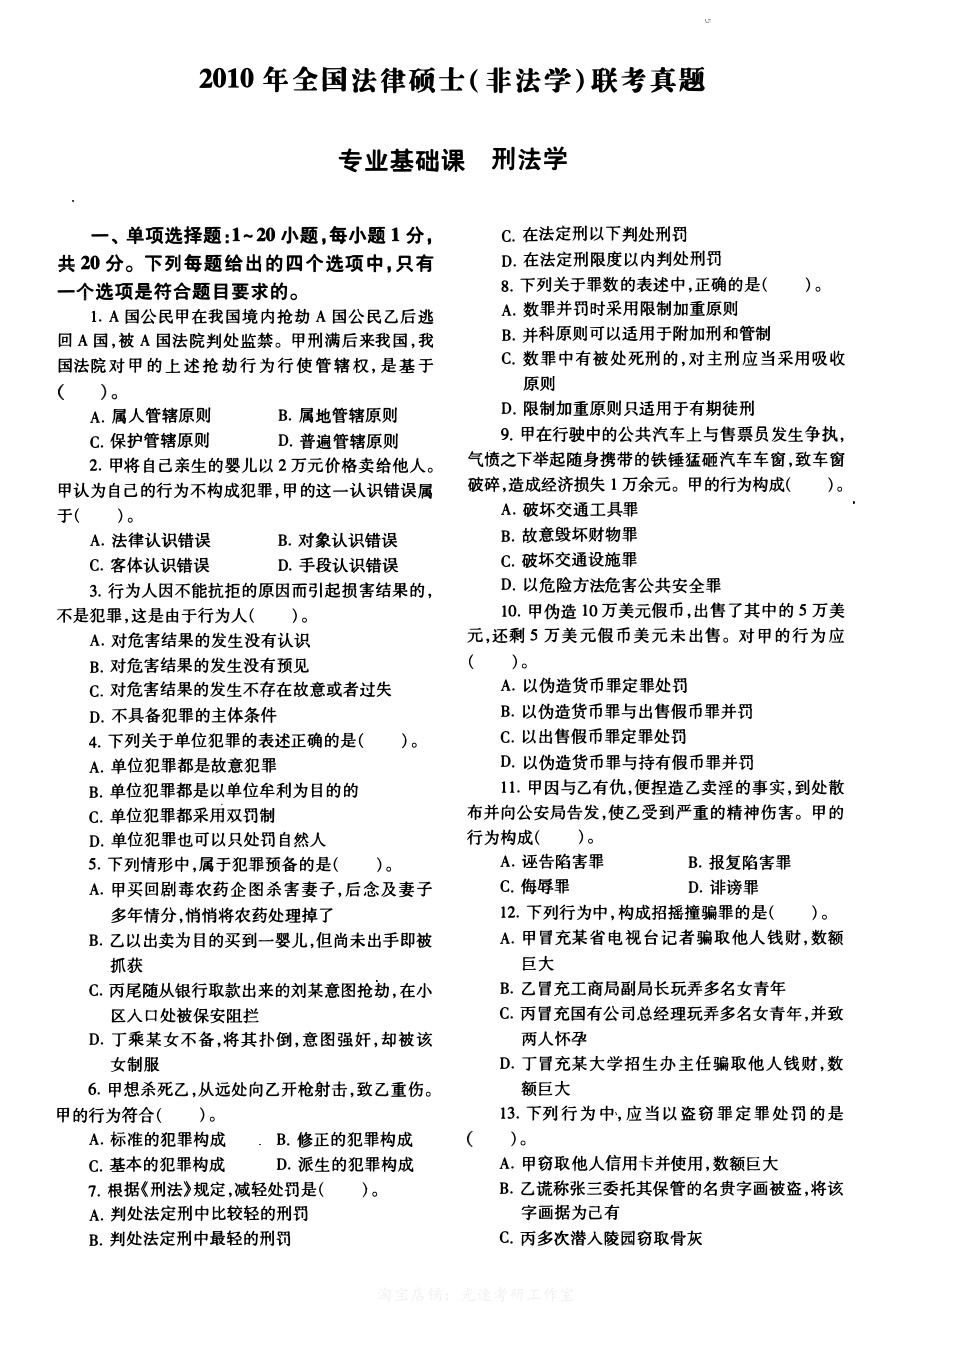 2010 年全国法律硕士(非法学)联考真题
专业基础课 刑法学
一、单项选择题:1~20 小题,每小题 1 分,
共 20 分。下列每题给出的四个选项中,只有
一个选项是符合题目要求的。
1. A 国公民甲在我国境内抢劫 A 国公民乙后逃
回 A 国,被 A 国法院判处监禁。甲刑满后来我国,我
国法院对甲的上述抢劫行为行使管辖权,是基于
( )。
A. 属人管辖原则 B. 属地管辖原则
C. 保护管辖原则 D. 普遍管辖原则
2. 甲将自己亲生的婴儿以 2 万元价格卖给他人。
甲认为自己的行为不构成犯罪,甲的这一认识错误属
于( )。
A. 法律认识错误 B. 对象认识错误
C. 客体认识错误 D. 手段认识错误
3. 行为人因不能抗拒的原因而引起损害结果的,
不是犯罪,这是由于行为人( )。
A. 对危害结果的发生没有认识
B. 对危害结果的发生没有预见
C. 对危害结果的发生不存在故意或者过失
D. 不具备犯罪的主体条件
4. 下列关于单位犯罪的表述正确的是( )。
A. 单位犯罪都是故意犯罪
B. 单位犯罪都是以单位牟利为目的的
C. 单位犯罪都采用双罚制
D. 单位犯罪也可以只处罚自然人
5. 下列情形中,属于犯罪预备的是( )。
A. 甲买回剧毒农药企图杀害妻子,后念及妻子
多年情分,悄悄将农药处理掉了
B. 乙以出卖为目的买到一婴儿,但尚未出手即被
抓获
C. 丙尾随从银行取款出来的刘某意图抢劫,在小
区入口处被保安阻拦
D. 丁乘某女不备,将其扑倒,意图强奸,却被该
女制服
6. 甲想杀死乙,从远处向乙开枪射击,致乙重伤。
甲的行为符合( )。
A. 标准的犯罪构成 B. 修正的犯罪构成
C. 基本的犯罪构成 D. 派生的犯罪构成
7. 根据《刑法》规定,减轻处罚是( )。
A. 判处法定刑中比较轻的刑罚
B. 判处法定刑中最轻的刑罚
C. 在法定刑以下判处刑罚
D. 在法定刑限度以内判处刑罚
8. 下列关于罪数的表述中,正确的是( )。
A. 数罪并罚时采用限制加重原则
B. 并科原则可以适用于附加刑和管制
C. 数罪中有被处死刑的,对主刑应当采用吸收
原则
D. 限制加重原则只适用于有期徒刑
9. 甲在行驶中的公共汽车上与售票员发生争执,
气愤之下举起随身携带的铁锤猛砸汽车车窗,致车窗
破碎,造成经济损失 1 万余元。甲的行为构成( )。
A. 破坏交通工具罪
B. 故意毁坏财物罪
C. 破坏交通设施罪
D. 以危险方法危害公共安全罪
10. 甲伪造 10 万美元假币,出售了其中的 5 万美
元,还剩 5 万美元假币美元未出售。对甲的行为应
( )。
A. 以伪造货币罪定罪处罚
B. 以伪造货币罪与出售假币罪并罚
C. 以出售假币罪定罪处罚
D. 以伪造货币罪与持有假币罪并罚
11. 甲因与乙有仇,便捏造乙卖淫的事实,到处散
布并向公安局告发,使乙受到严重的精神伤害。甲的
行为构成( )。
A. 诬告陷害罪 B. 报复陷害罪
C. 侮辱罪 D. 诽谤罪
12. 下列行为中,构成招摇撞骗罪的是( )。
A. 甲冒充某省电视台记者骗取他人钱财,数额
巨大
B. 乙冒充工商局副局长玩弄多名女青年
C. 丙冒充国有公司总经理玩弄多名女青年,并致
两人怀孕
D. 丁冒充某大学招生办主任骗取他人钱财,数
额巨大
13. 下列行为中,应当以盗窃罪定罪处罚的是
( )。
A. 甲窃取他人信用卡并使用,数额巨大
B. 乙谎称张三委托其保管的名贵字画被盗,将该
字画据为己有
C. 丙多次潜入陵园窃取骨灰
淘宝店铺：光速考研工作室